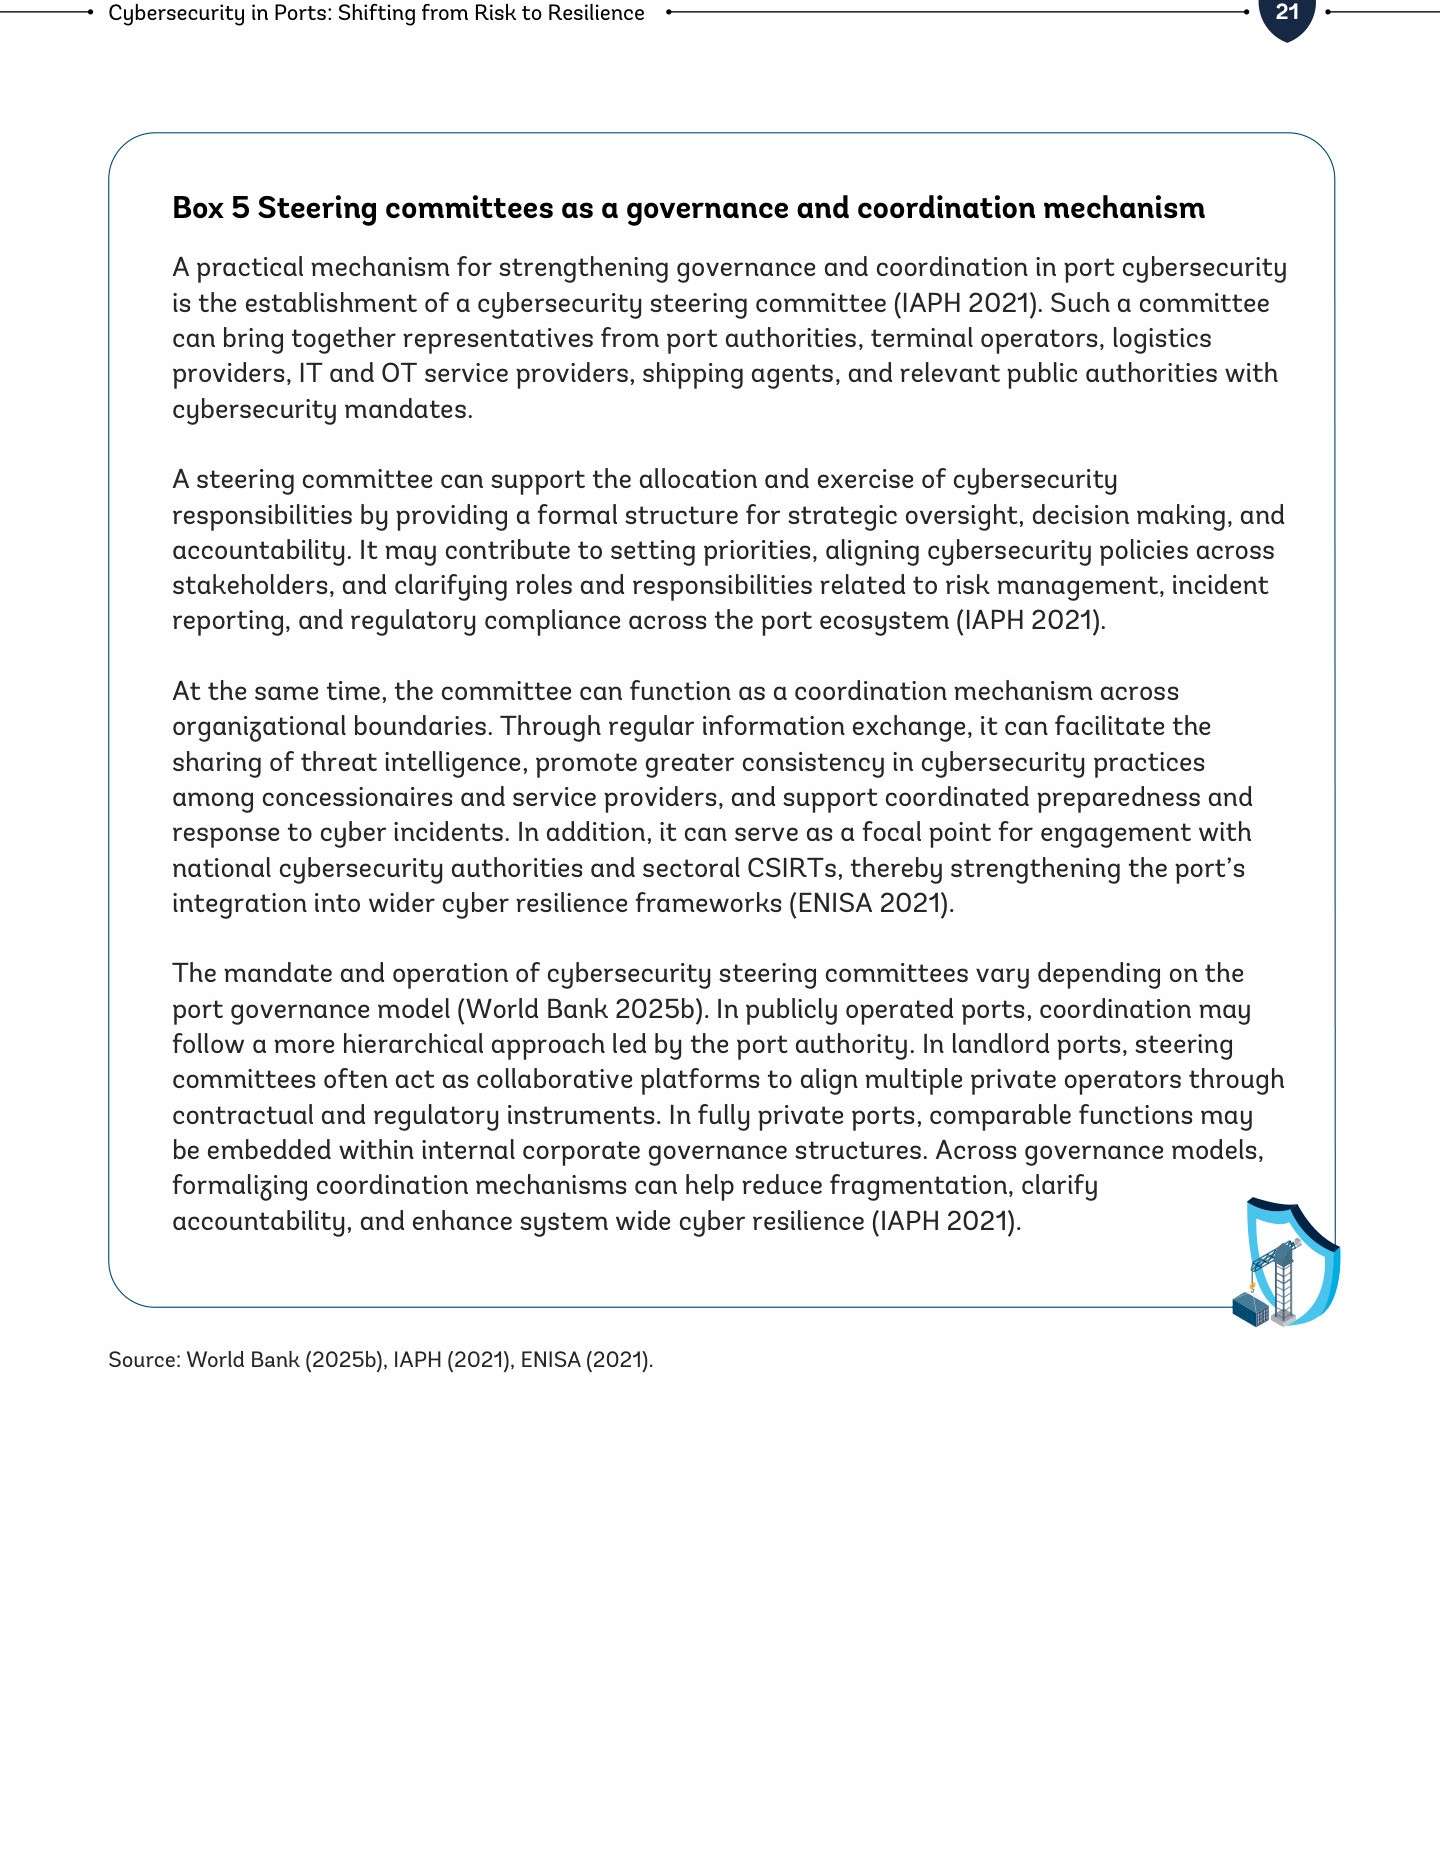 Cybersecurity in Ports: Shifting from Risk to Resilience
21
Box 5 Steering committees as a governance and coordination mechanism
A practical mechanism for strengthening governance and coordination in port cybersecurity
is the establishment of a cybersecurity steering committee (IAPH 2021). Such a committee
can bring together representatives from port authorities, terminal operators, logistics
providers, IT and OT service providers, shipping agents, and relevant public authorities with
cybersecurity mandates.
A steering committee can support the allocation and exercise of cybersecurity
responsibilities by providing a formal structure for strategic oversight, decision making, and
accountability. It may contribute to setting priorities, aligning cybersecurity policies across
stakeholders, and clarifying roles and responsibilities related to risk management, incident
reporting, and regulatory compliance across the port ecosystem (IAPH 2021).
At the same time, the committee can function as a coordination mechanism across
organizational boundaries. Through regular information exchange, it can facilitate the
sharing of threat intelligence, promote greater consistency in cybersecurity practices
among concessionaires and service providers, and support coordinated preparedness and
response to cyber incidents. In addition, it can serve as a focal point for engagement with
national cybersecurity authorities and sectoral CSIRTs, thereby strengthening the port’s
integration into wider cyber resilience frameworks (ENISA 2021).
The mandate and operation of cybersecurity steering committees vary depending on the
port governance model (World Bank 2025b). In publicly operated ports, coordination may
follow a more hierarchical approach led by the port authority. In landlord ports, steering
committees often act as collaborative platforms to align multiple private operators through
contractual and regulatory instruments. In fully private ports, comparable functions may
be embedded within internal corporate governance structures. Across governance models,
formalizing coordination mechanisms can help reduce fragmentation, clarify
accountability, and enhance system wide cyber resilience (IAPH 2021).
Source: World Bank (2025b), IAPH (2021), ENISA (2021).